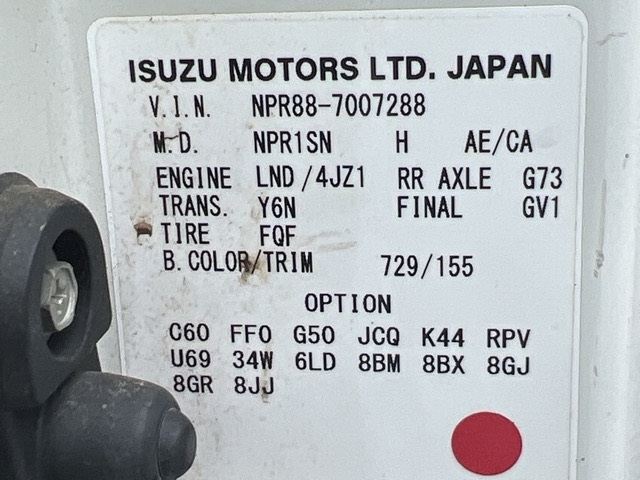 ISUZU MOTORS LTD. JAPAN
V.I.N. NPR88-7007288
M.D. NPR1SN H AE/CA
ENGINE LND/4JZ1 RR AXLE G73
TRANS. Y6N FINAL GV1
TIRE FQF
B.COLOR/TRIM 729/155
OPTION
C60 FF0 G50 JCQ K44 RPV
U69 34W 6LD 8BM 8BX 8GJ
8GR 8JJ